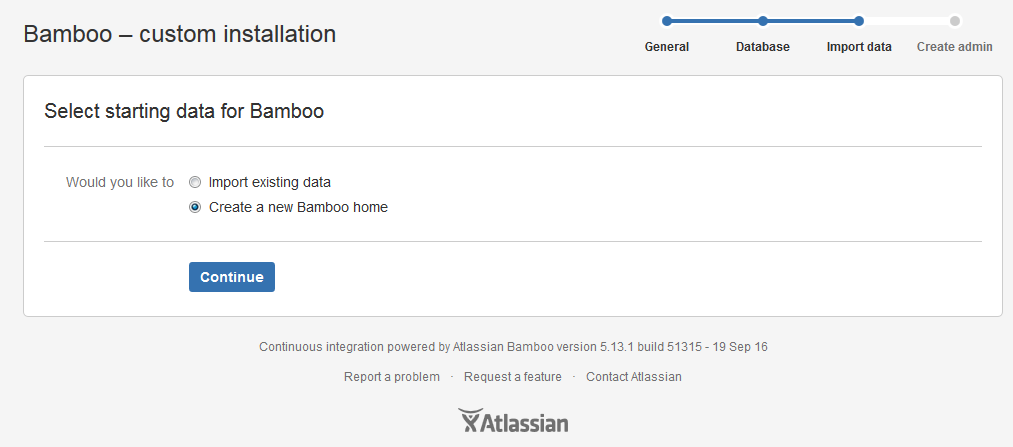 Bamboo – custom installation
General
Database
Import data
Create admin
Select starting data for Bamboo
Would you like to
Import existing data
Create a new Bamboo home
Continue
Continuous integration powered by Atlassian Bamboo version 5.13.1 build 51315 - 19 Sep 16
Report a problem · Request a feature · Contact Atlassian
Atlassian